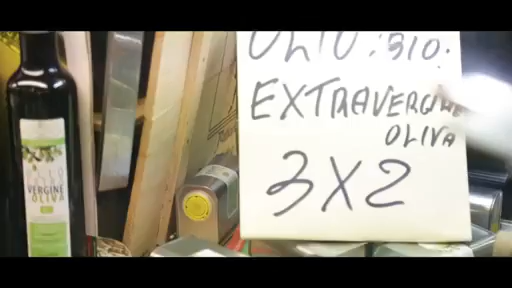 OLIO BIO
EXTRAVERGINE
OLIVA
3X2
VERGINE
OLIVA